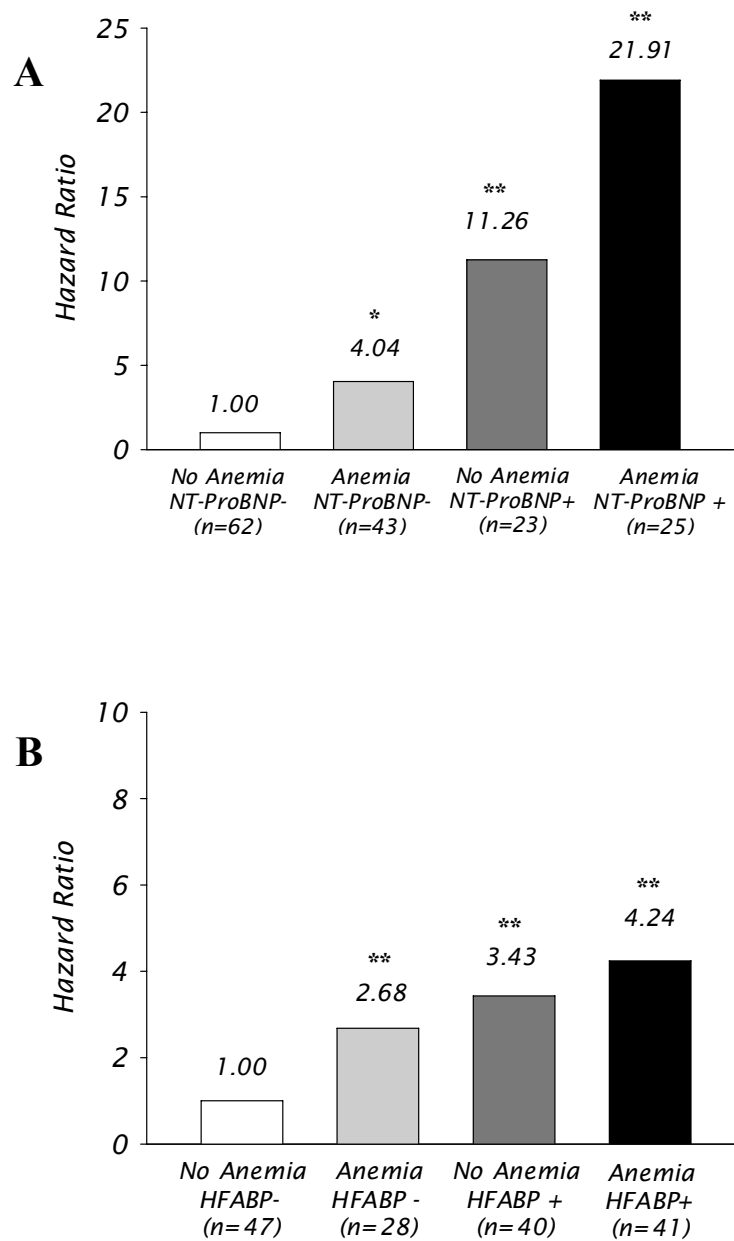 A
Hazard Ratio
25
20
15
10
5
0
1.00
*
4.04
**
11.26
**
21.91
No Anemia
NT-ProBNP-
(n=62)
Anemia
NT-ProBNP-
(n=43)
No Anemia
NT-ProBNP+
(n=23)
Anemia
NT-ProBNP +
(n=25)
B
Hazard Ratio
10
8
6
4
2
0
1.00
**
2.68
**
3.43
**
4.24
No Anemia
HFABP-
(n=47)
Anemia
HFABP -
(n=28)
No Anemia
HFABP +
(n=40)
Anemia
HFABP+
(n=41)